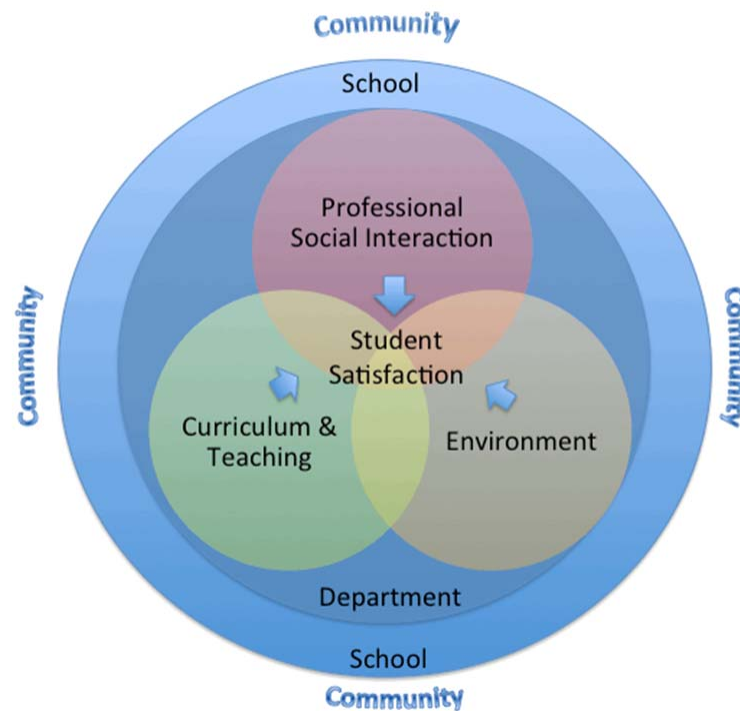 Community
School
Professional
Social Interaction
Community
Community
Student
Satisfaction
Curriculum &
Teaching
Environment
Department
School
Community